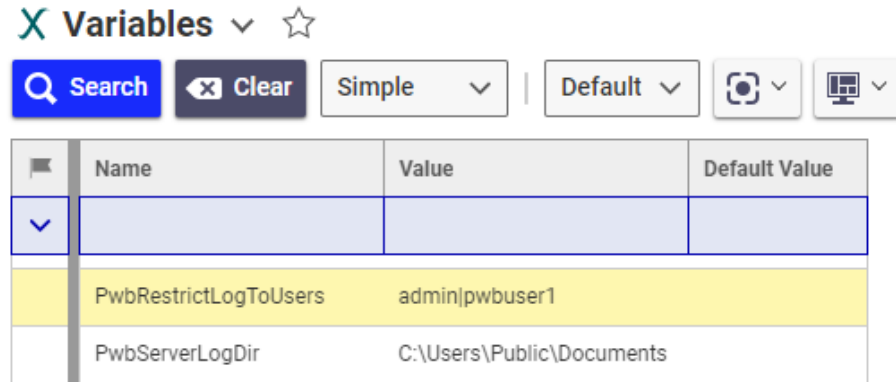 Variables
Search Clear Simple Default
Name Value Default Value
PwbRestrictLogToUsers admin|pwbuser1
PwbServerLogDir C:\Users\Public\Documents